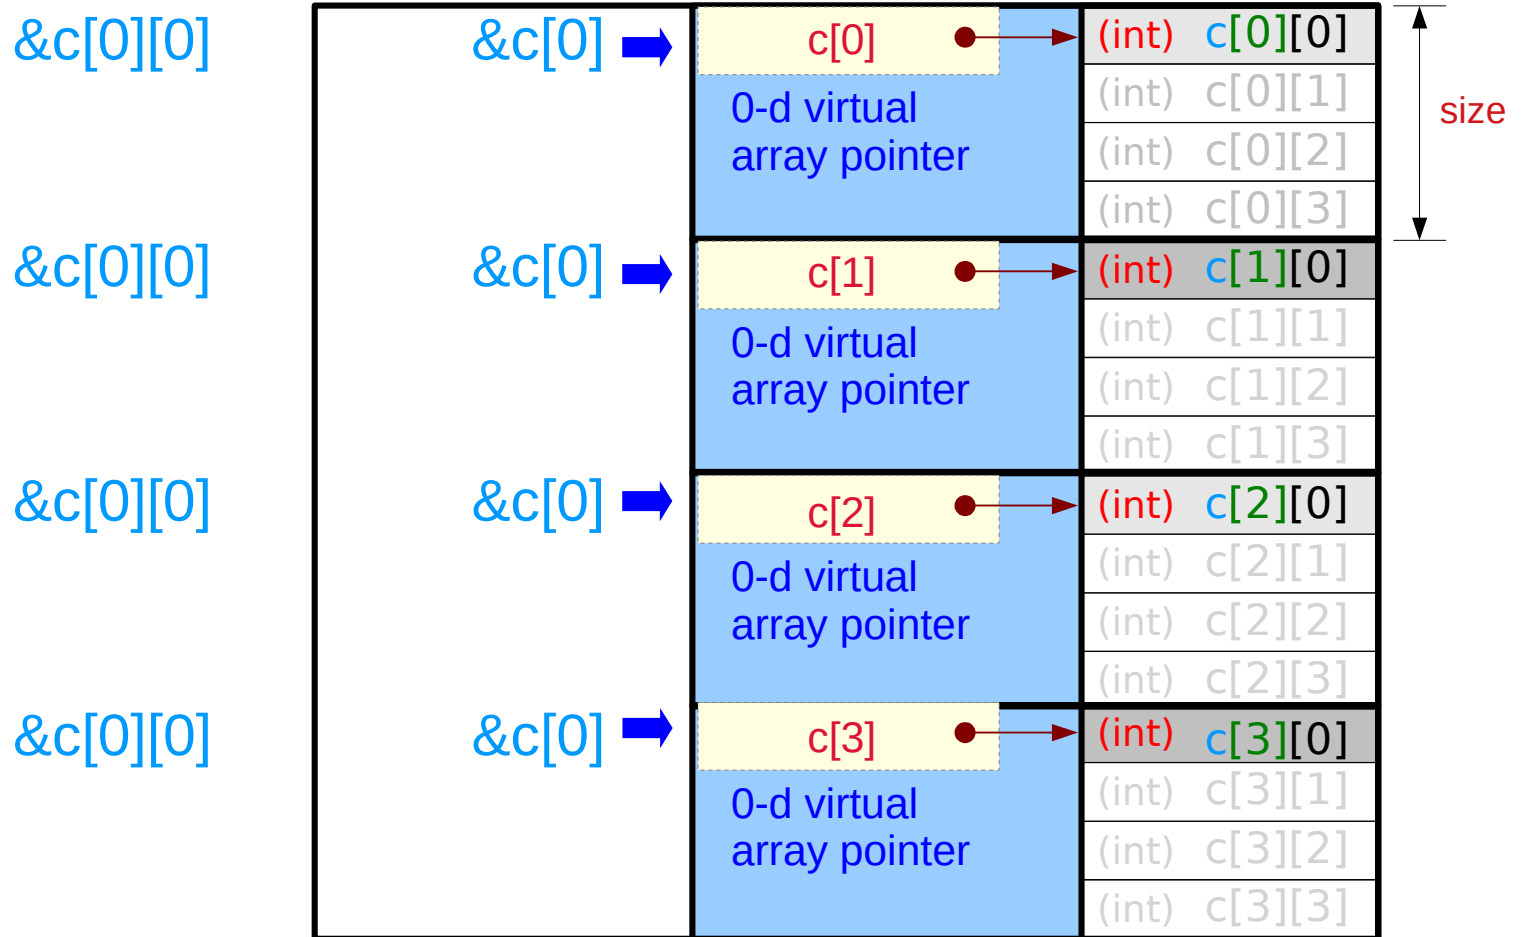 &c[0][0] &c[0] c[0] (int) c[0][0]
0-d virtual (int) c[0][1]
size
array pointer (int) c[0][2]
(int) c[0][3]
&c[0][0] &c[0] c[1] (int) c[1][0]
0-d virtual (int) c[1][1]
array pointer (int) c[1][2]
(int) c[1][3]
&c[0][0] &c[0] c[2] (int) c[2][0]
0-d virtual (int) c[2][1]
array pointer (int) c[2][2]
(int) c[2][3]
&c[0][0] &c[0] c[3] (int) c[3][0]
0-d virtual (int) c[3][1]
array pointer (int) c[3][2]
(int) c[3][3]